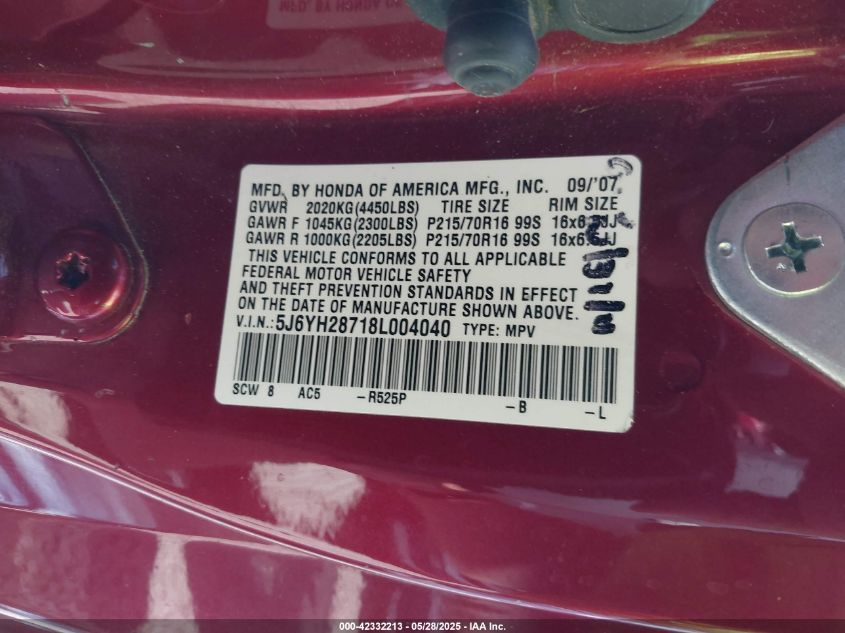 MFD. BY HONDA OF AMERICA MFG., INC. 09/'07
GVWR 2020KG(4450LBS) TIRE SIZE RIM SIZE
GAWR F 1045KG(2300LBS) P215/70R16 99S 16x6
GAWR R 1000KG(2205LBS) P215/70R16 99S 16x6
THIS VEHICLE CONFORMS TO ALL APPLICABLE
FEDERAL MOTOR VEHICLE SAFETY
AND THEFT PREVENTION STANDARDS IN EFFECT
ON THE DATE OF MANUFACTURE SHOWN ABOVE.
V.I.N.: 5J6YH28718L004040 TYPE: MPV
SCW 8 AC5 -R525P -B -L
000-42332213 - 05/28/2025 - IAA Inc.